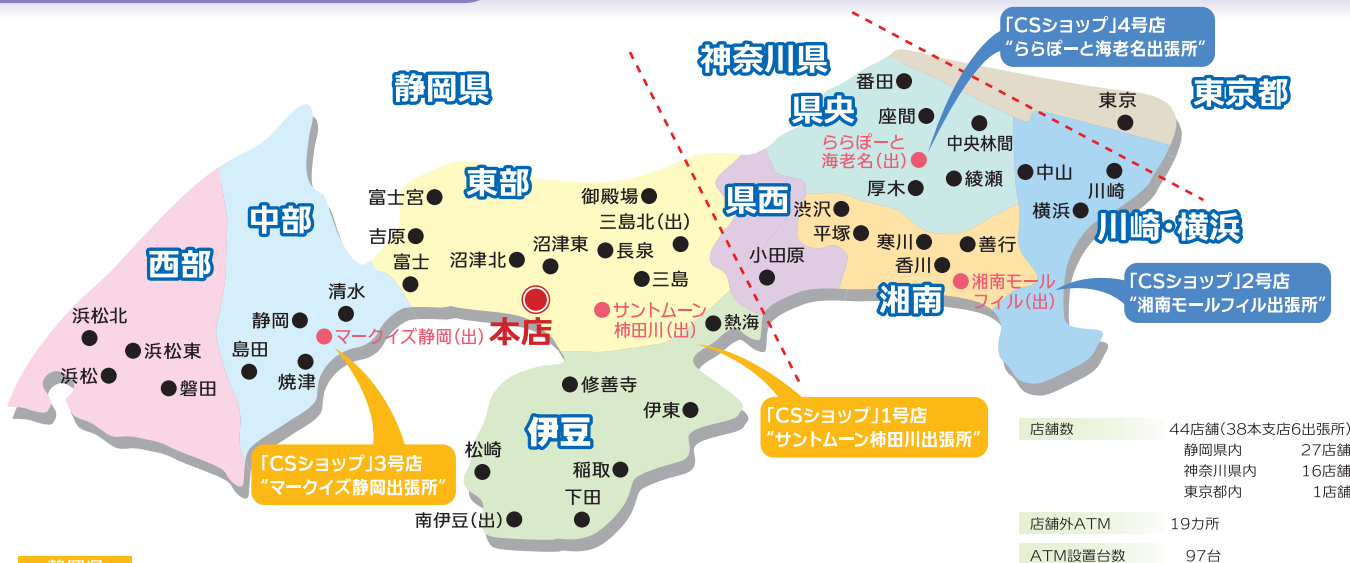 「CSショップ」4号店
“ららぽーと海老名出張所”
神奈川県
静岡県
東京都
番田
県央
座間
東京
中央林間
ららぽーと
海老名(出)
綾瀬
中山
川崎
厚木
横浜
川崎・横浜
東部
富士宮
御殿場
県西
渋沢
中部
三島北(出)
平塚
寒川
善行
吉原
沼津東
長泉
小田原
香川
西部
富士
沼津北
三島
湘南モール
フィル(出)
湘南
「CSショップ」2号店
“湘南モールフィル出張所”
清水
浜松北
静岡
マークイズ静岡(出)
本店
サントムーン
柿田川(出)
熱海
浜松東
島田
浜松
焼津
磐田
修善寺
伊東
伊豆
「CSショップ」1号店
“サントムーン柿田川出張所”
松崎
「CSショップ」3号店
“マークイズ静岡出張所”
稲取
下田
南伊豆(出)
店舗数 44店舗(38本支店6出張所)
静岡県内 27店舗
神奈川県内 16店舗
東京都内 1店舗
店舗外ATM 19カ所
ATM設置台数 97台